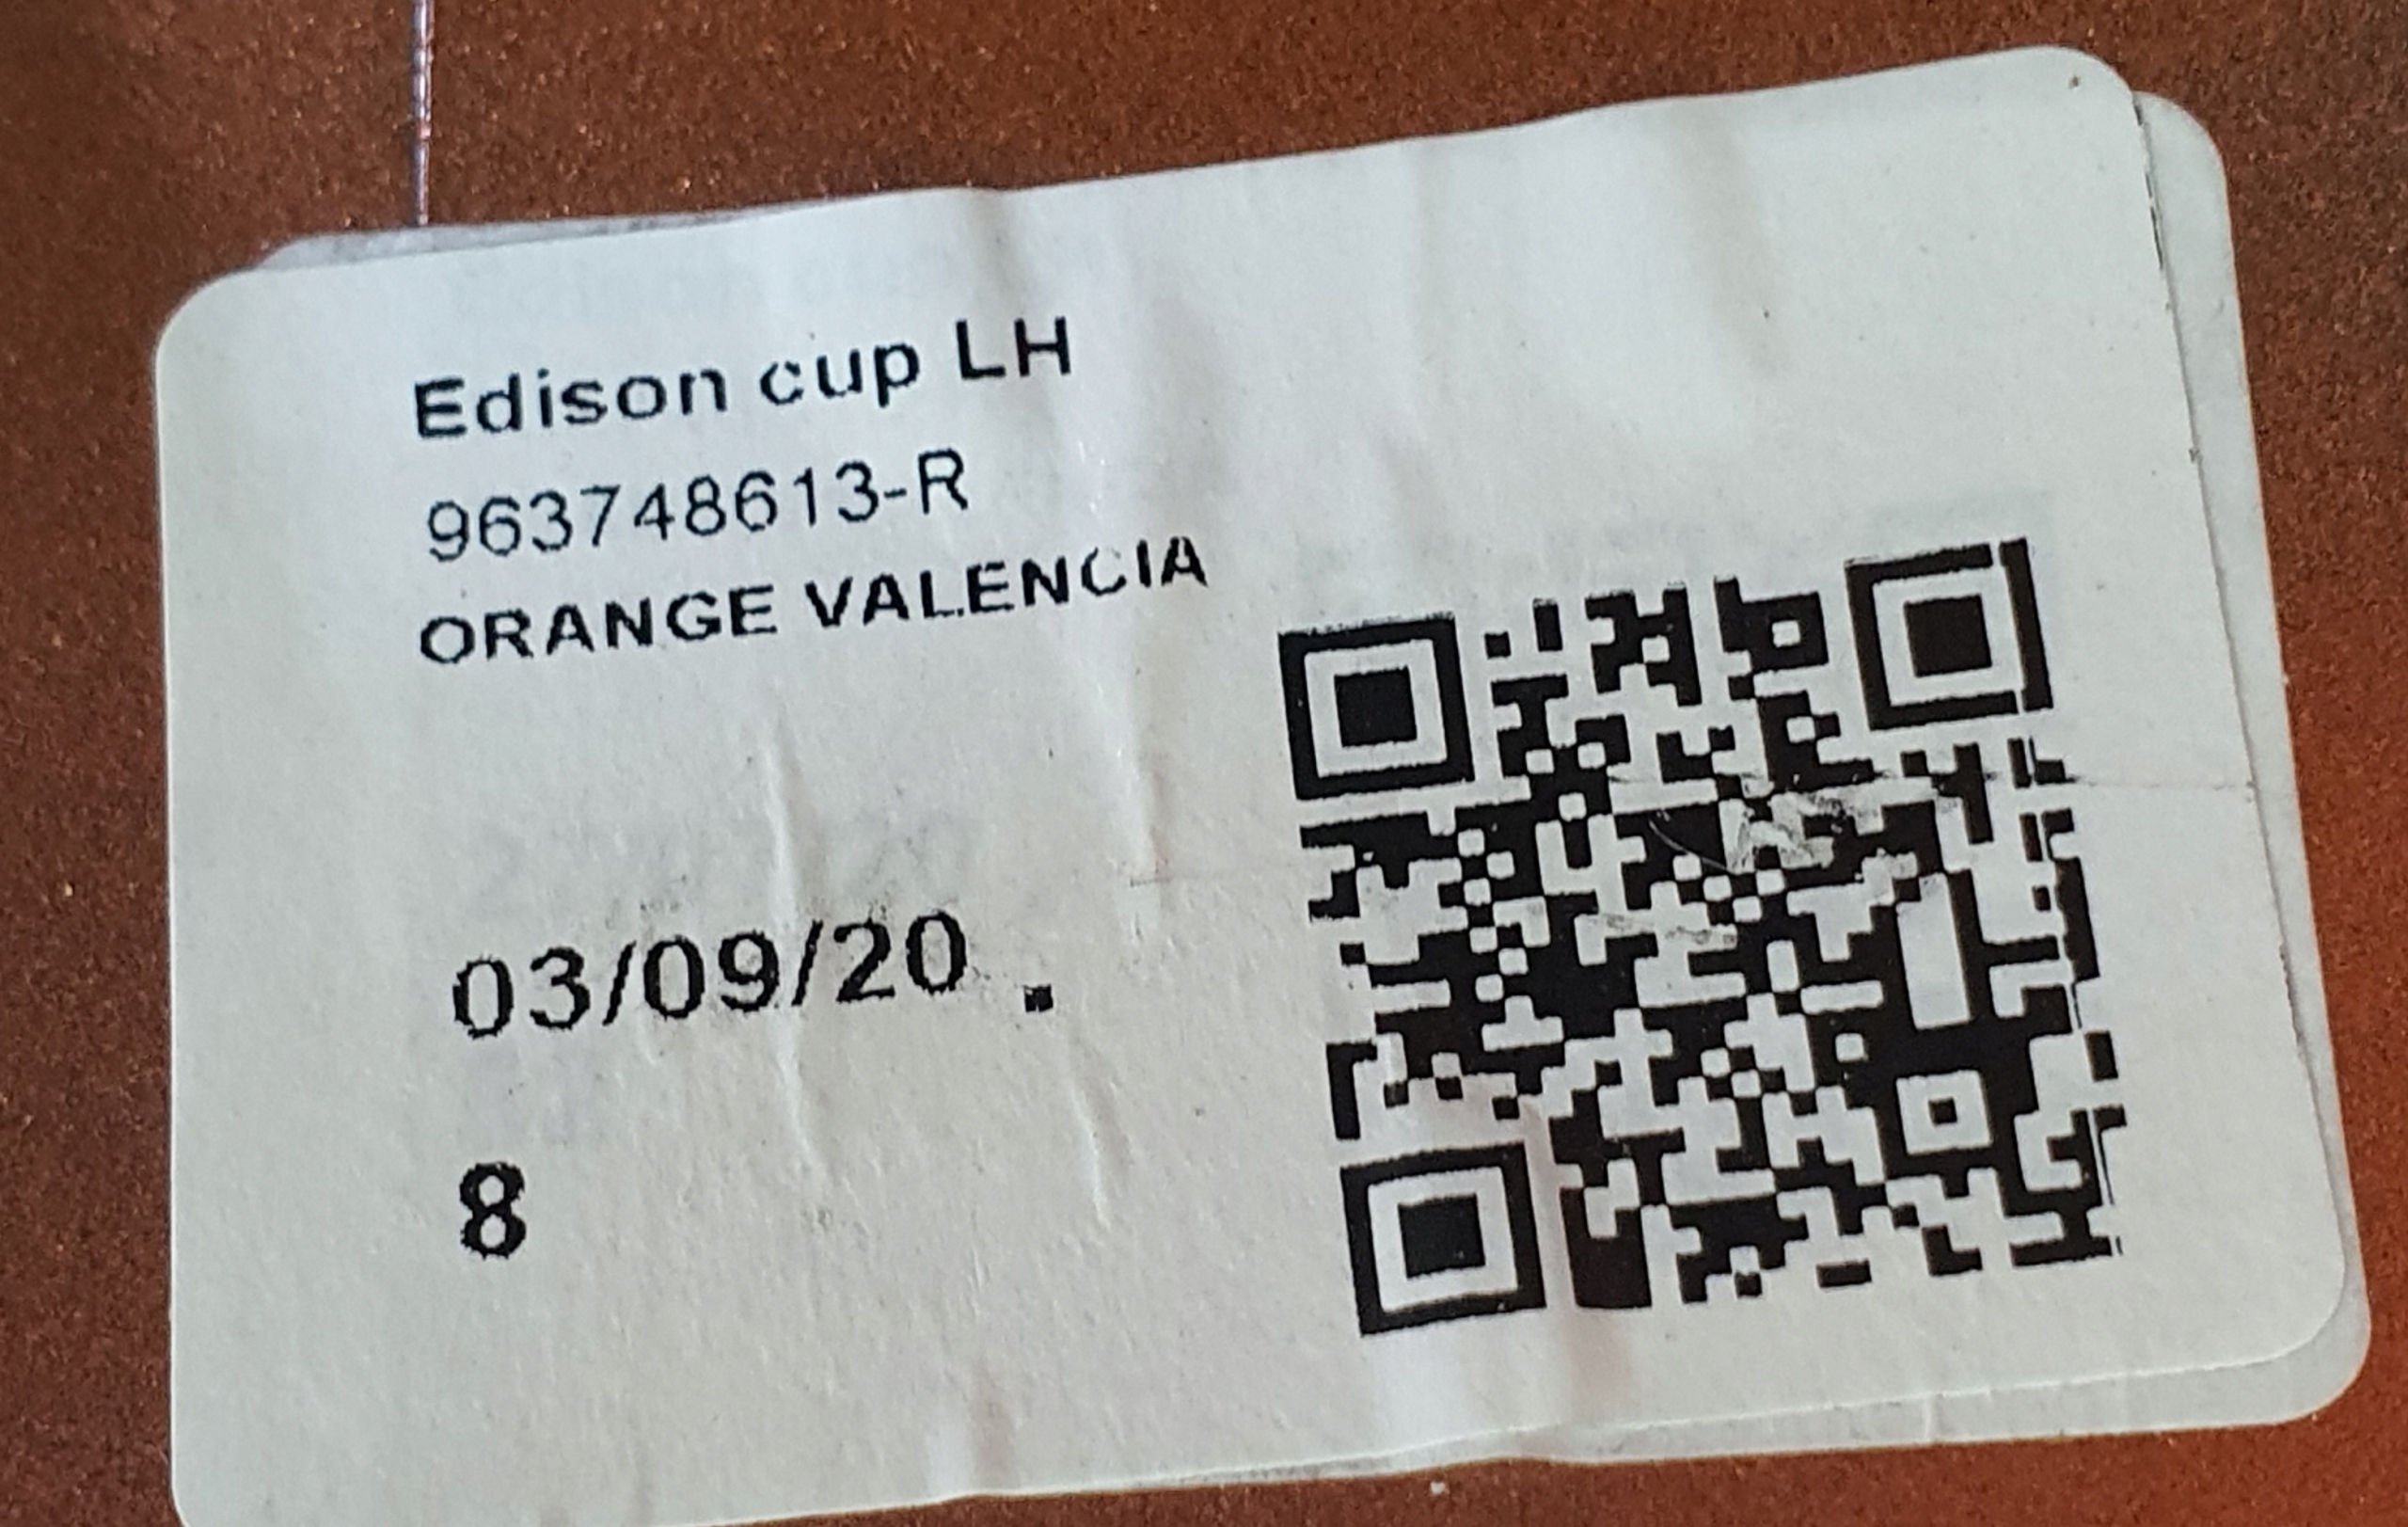 Edison cup LH
963748613-R
ORANGE VALENCIA
03/09/20 .
8